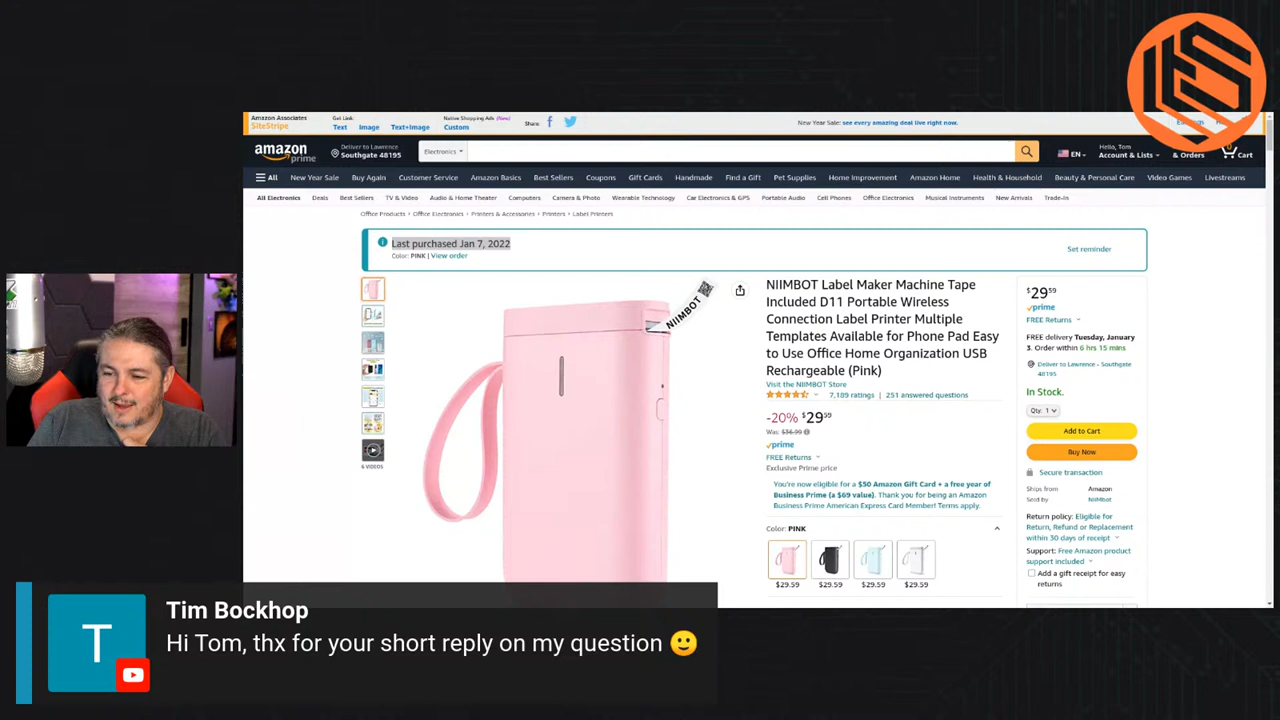 Amazon Associates
SiteStripe
Get Link:
Text Image Text+Image
Native Shopping Ads (New)
Custom
Share:
New Year Sale: see every amazing deal live right now.
amazon
prime
Deliver to Lawrence
Southgate 48195
Electronics
EN
Hello, Tom
Account & Lists
& Orders
0
Cart
All New Year Sale Buy Again Customer Service Amazon Basics Best Sellers Coupons Gift Cards Handmade Find a Gift Pet Supplies Home Improvement Amazon Home Health & Household Beauty & Personal Care Video Games Livestreams
All Electronics Deals Best Sellers TV & Video Audio & Home Theater Computers Camera & Photo Wearable Technology Car Electronics & GPS Portable Audio Cell Phones Office Electronics Musical Instruments New Arrivals Trade-In
Office Products › Office Electronics › Printers & Accessories › Printers › Label Printers
Last purchased Jan 7, 2022
Color: PINK | View order
Set reminder
6 VIDEOS
NIIMBOT
NIIMBOT Label Maker Machine Tape
Included D11 Portable Wireless
Connection Label Printer Multiple
Templates Available for Phone Pad Easy
to Use Office Home Organization USB
Rechargeable (Pink)
Visit the NIIMBOT Store
7,189 ratings | 251 answered questions
-20% $2959
Was: $36.99
prime
FREE Returns
Exclusive Prime price
You're now eligible for a $50 Amazon Gift Card + a free year of
Business Prime (a $69 value). Thank you for being an Amazon
Business Prime American Express Card Member! Terms apply.
Color: PINK
$29.59 $29.59 $29.59 $29.59
$2959
prime
FREE Returns
FREE delivery Tuesday, January
3. Order within 6 hrs 15 mins
Deliver to Lawrence - Southgate
48195
In Stock.
Qty: 1
Add to Cart
Buy Now
Secure transaction
Ships from Amazon
Sold by NIIMbot
Return policy: Eligible for
Return, Refund or Replacement
within 30 days of receipt
Support: Free Amazon product
support included
Add a gift receipt for easy
returns
T
Tim Bockhop
Hi Tom, thx for your short reply on my question 🙂